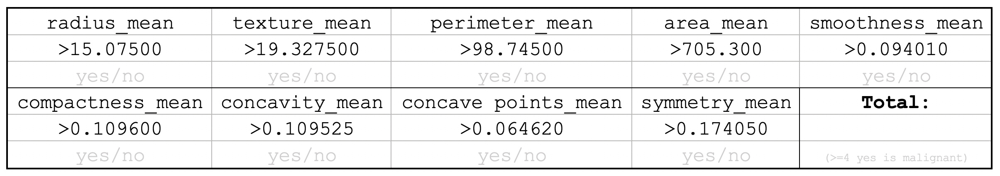 radius_mean texture_mean perimeter_mean area_mean smoothness_mean
>15.07500 >19.327500 >98.74500 >705.300 >0.094010
yes/no yes/no yes/no yes/no yes/no
compactness_mean concavity_mean concave points_mean symmetry_mean Total:
>0.109600 >0.109525 >0.064620 >0.174050
yes/no yes/no yes/no yes/no (>=4 yes is malignant)